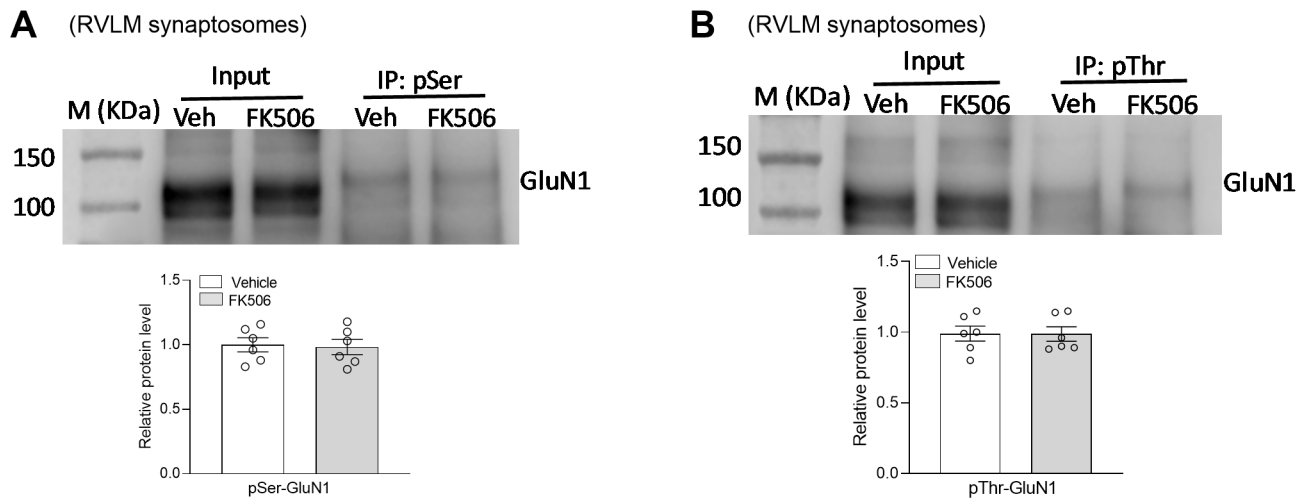 A (RVLM synaptosomes)
Input IP: pSer
M (KDa) Veh FK506 Veh FK506
150
GluN1
100
1.5
Vehicle
FK506
1.0
Relative protein level
0.5
0.0
pSer-GluN1
B (RVLM synaptosomes)
Input IP: pThr
M (KDa) Veh FK506 Veh FK506
150
GluN1
100
1.5
Vehicle
FK506
1.0
Relative protein level
0.5
0.0
pThr-GluN1